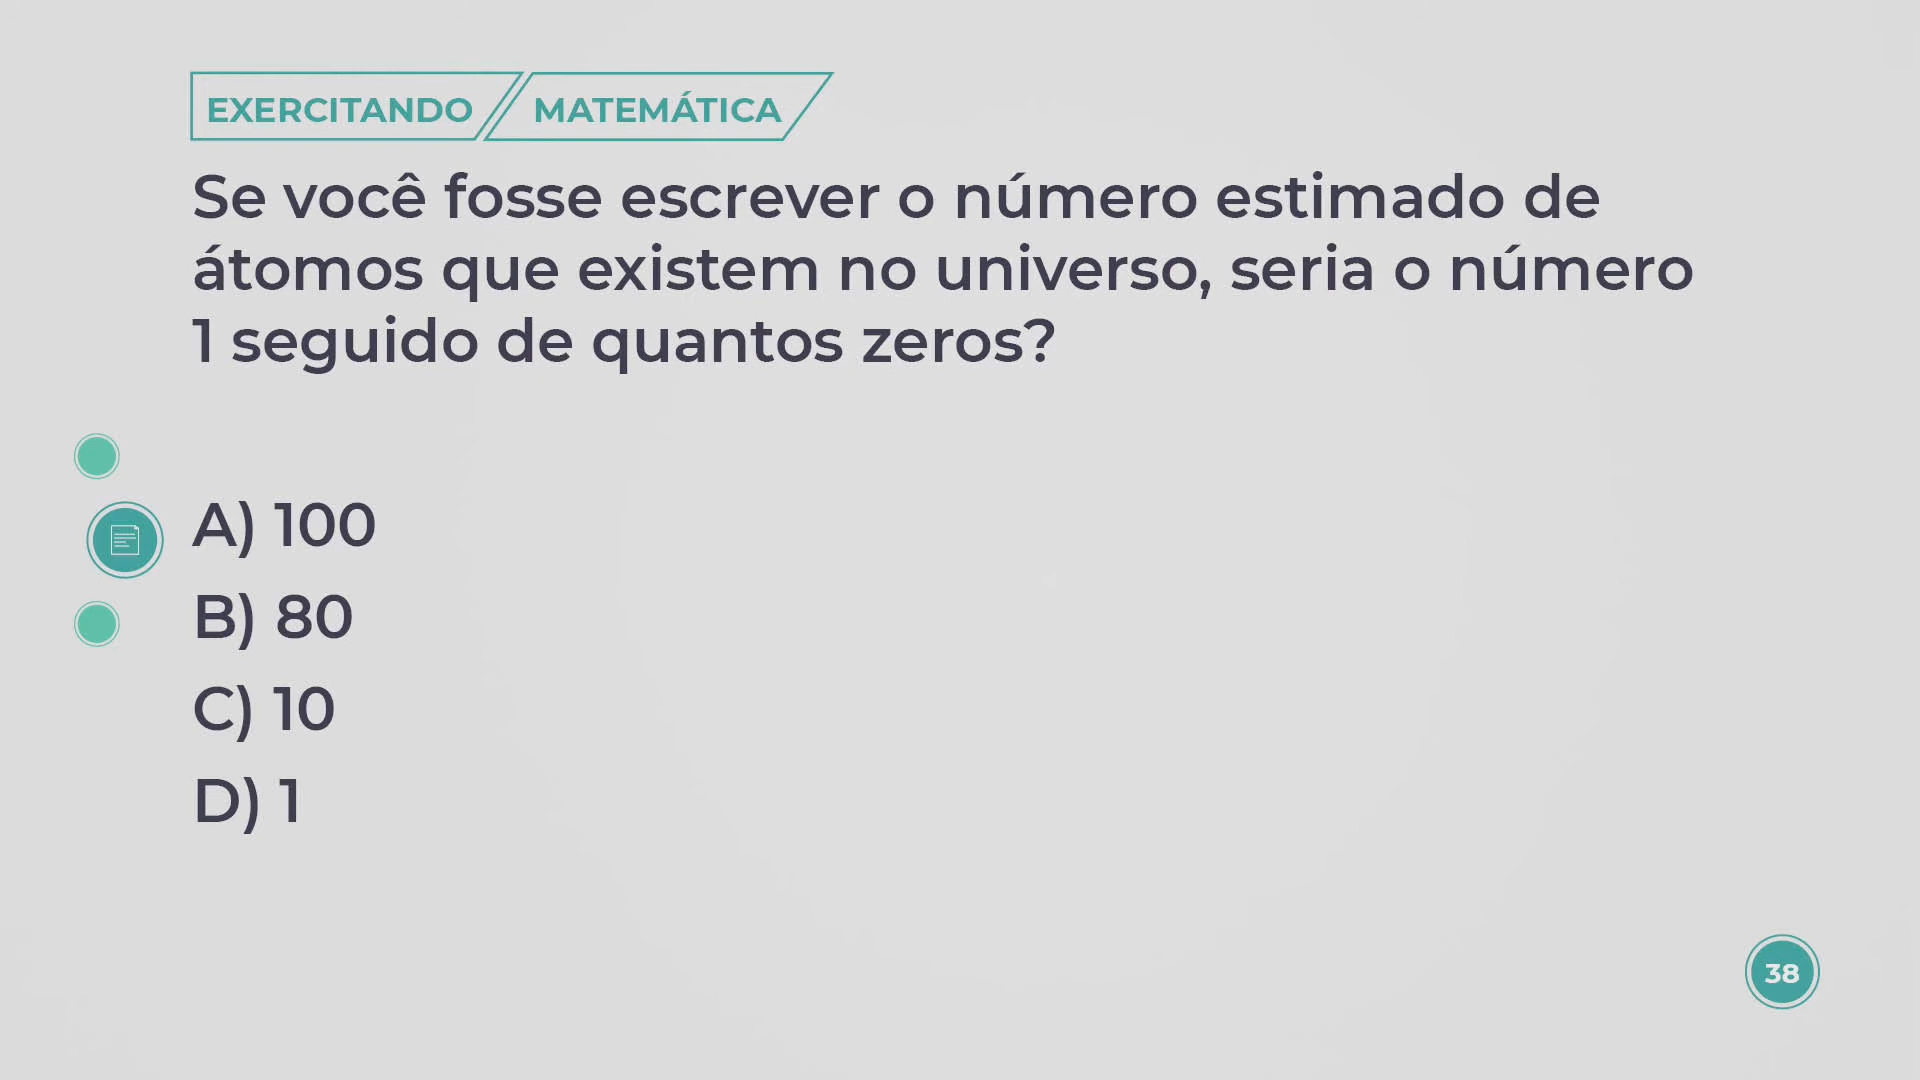 EXERCITANDO MATEMÁTICA
Se você fosse escrever o número estimado de
átomos que existem no universo, seria o número
1 seguido de quantos zeros?
A) 100
B) 80
C) 10
D) 1
38